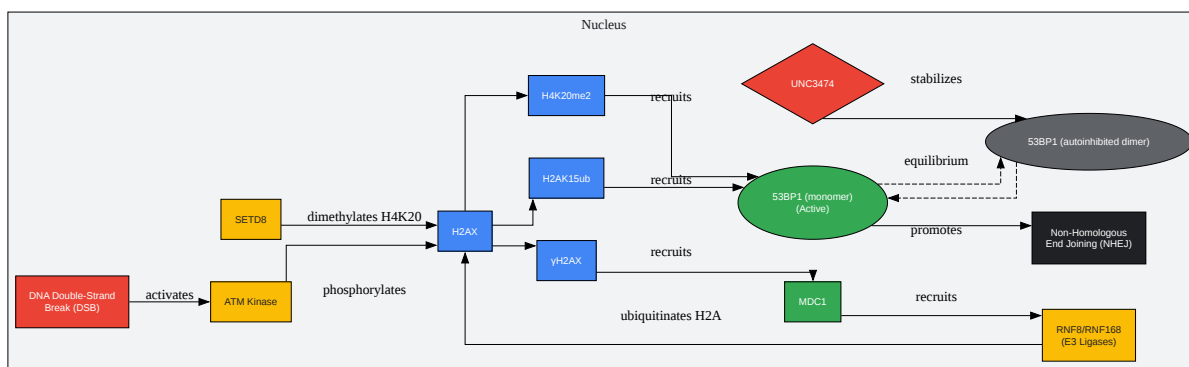 Nucleus
UNC3474
stabilizes
H4K20me2
recruits
53BP1 (autoinhibited dimer)
equilibrium
H2AK15ub
recruits
53BP1 (monomer)
(Active)
SETD8
dimethylates H4K20
H2AX
promotes
Non-Homologous
End Joining (NHEJ)
γH2AX
recruits
DNA Double-Strand
Break (DSB)
activates
ATM Kinase
phosphorylates
MDC1
recruits
ubiquitinates H2A
RNF8/RNF168
(E3 Ligases)